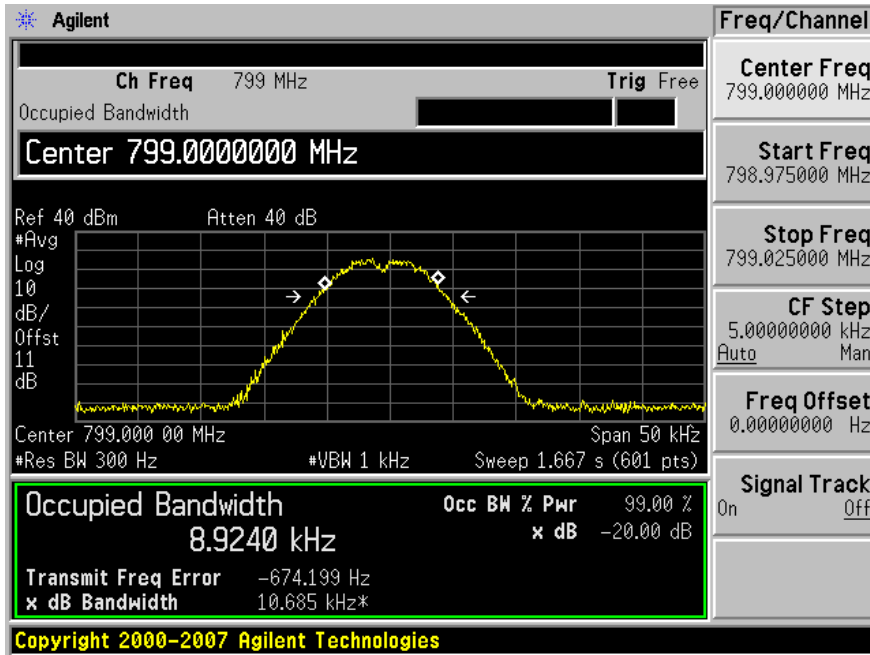 Agilent
Freq/Channel
Ch Freq 799 MHz Trig Free
Occupied Bandwidth
Center 799.0000000 MHz
Ref 40 dBm Atten 40 dB
#Avg
Log
10
dB/
Offst
11
dB
Center 799.000 00 MHz Span 50 kHz
#Res BW 300 Hz #VBW 1 kHz Sweep 1.667 s (601 pts)
Occupied Bandwidth
8.9240 kHz
Occ BW % Pwr 99.00 %
x dB -20.00 dB
Transmit Freq Error -674.199 Hz
x dB Bandwidth 10.685 kHz*
Copyright 2000-2007 Agilent Technologies
Center Freq
799.000000 MHz
Start Freq
798.975000 MHz
Stop Freq
799.025000 MHz
CF Step
5.00000000 kHz
Auto Man
Freq Offset
0.00000000 Hz
Signal Track
On Off